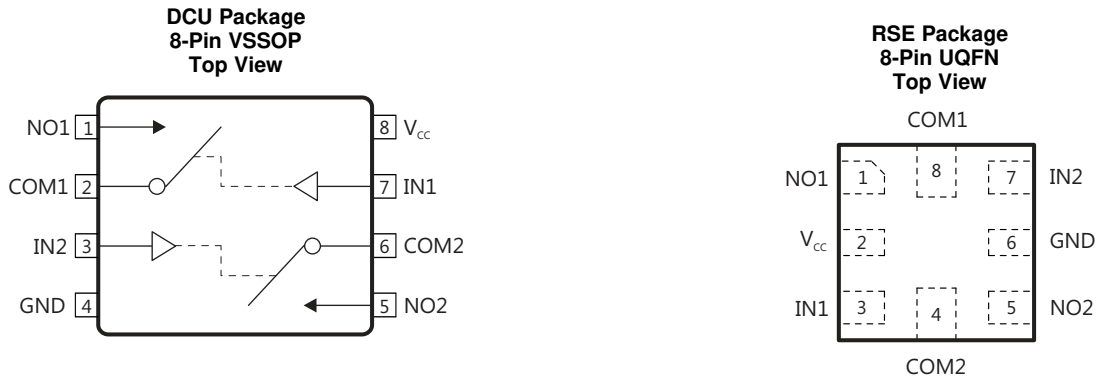 DCU Package
8-Pin VSSOP
Top View
NO1 1
8 Vcc
COM1 2
7 IN1
IN2 3
6 COM2
GND 4
5 NO2
RSE Package
8-Pin UQFN
Top View
COM1
NO1 1 8 7 IN2
Vcc 2 6 GND
IN1 3 4 5 NO2
COM2